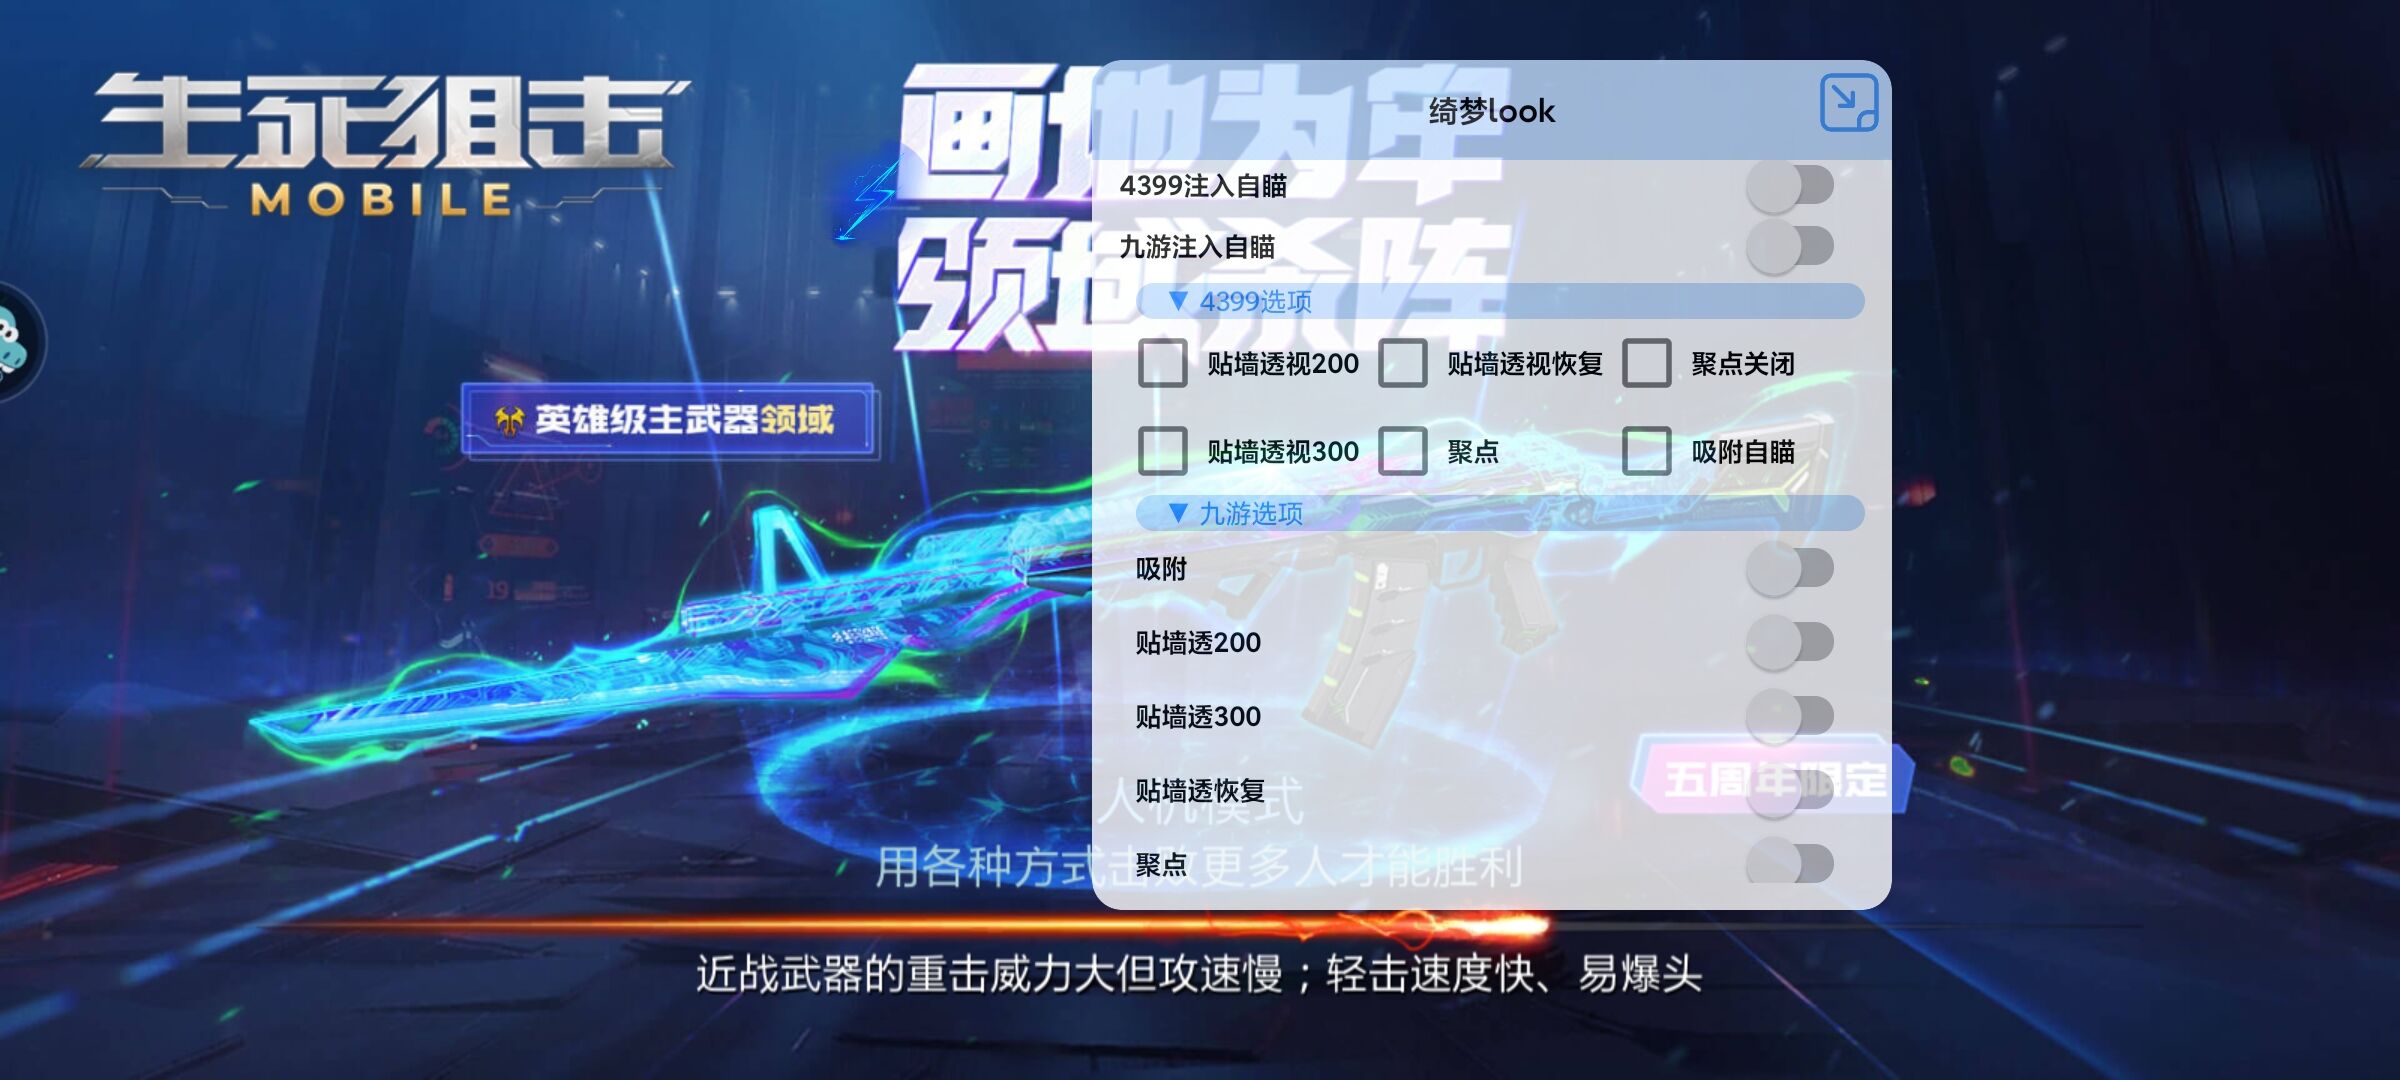 生死狙击
MOBILE
画地为牢
领域杀阵
英雄级主武器领域
绮梦look
4399注入自瞄
九游注入自瞄
▼ 4399选项
贴墙透视200 贴墙透视恢复 聚点关闭
贴墙透视300 聚点 吸附自瞄
▼ 九游选项
吸附
贴墙透200
贴墙透300
贴墙透恢复
聚点
五周年限定
人机模式
用各种方式击败更多人才能胜利
近战武器的重击威力大但攻速慢；轻击速度快、易爆头